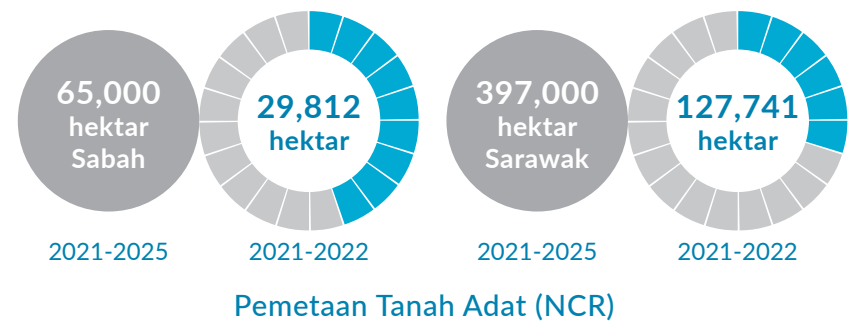 65,000
hektar
Sabah
29,812
hektar
397,000
hektar
Sarawak
127,741
hektar
2021-2025
2021-2022
2021-2025
2021-2022
Pemetaan Tanah Adat (NCR)